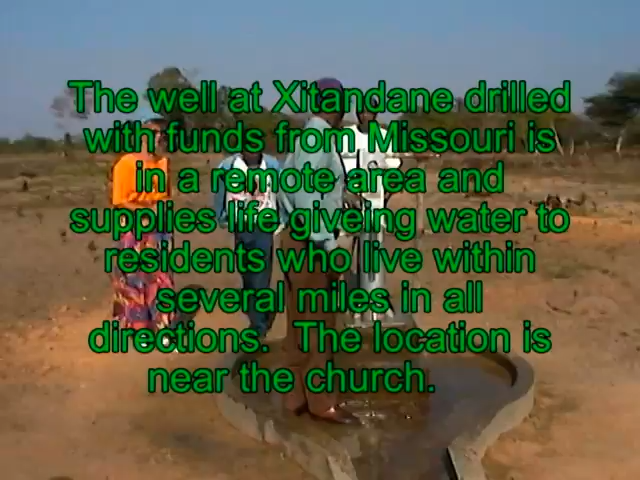 The well at Xitandane drilled
with funds from Missouri is
in a remote area and
supplies life giveing water to
residents who live within
several miles in all
directions.  The location is
near the church.